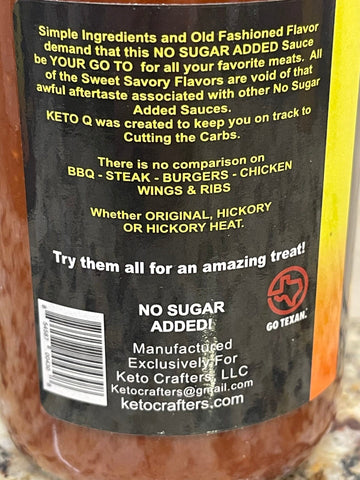 Simple Ingredients and Old Fashioned Flavor
demand that this NO SUGAR ADDED Sauce
be YOUR GO TO for all your favorite meats. All
of the Sweet Savory Flavors are void of that
awful aftertaste associated with other No Sugar
Added Sauces.
KETO Q was created to keep you on track to
Cutting the Carbs.
There is no comparison on
BBQ - STEAK - BURGERS - CHICKEN
WINGS & RIBS
Whether ORIGINAL, HICKORY
OR HICKORY HEAT.
Try them all for an amazing treat!
GO TEXAN.
NO SUGAR
ADDED!
Manufactured
Exclusively For
Keto Crafters, LLC
Ketocrafters@gmail.com
ketocrafters.com